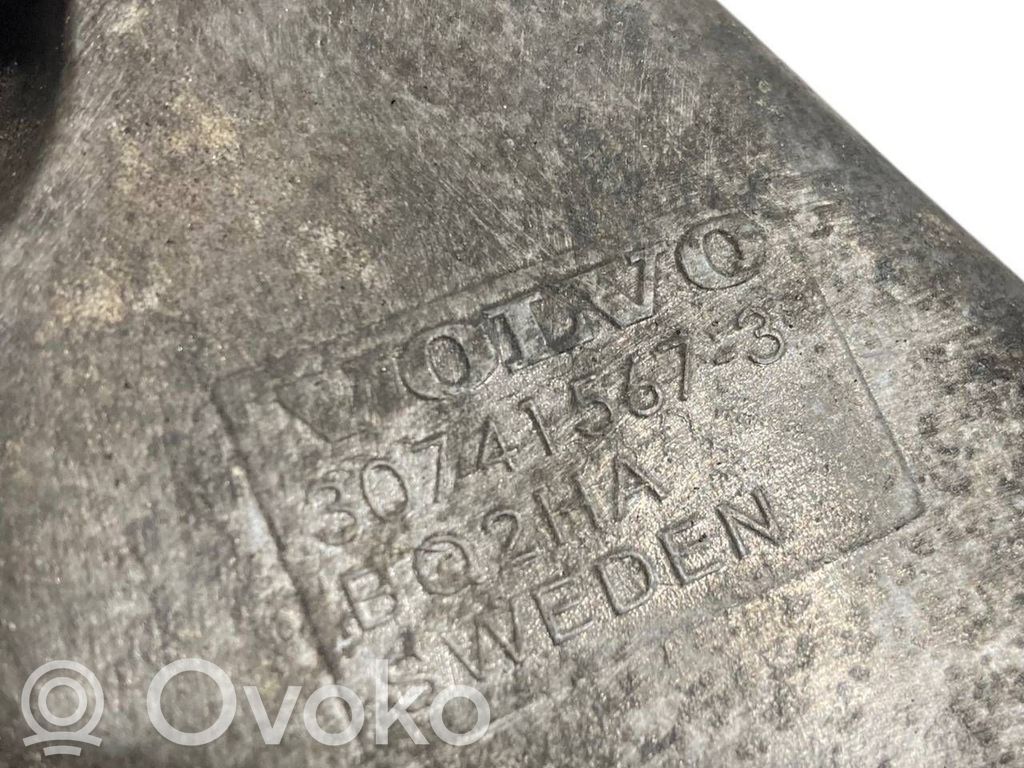 VOLVO
30741567-3
BQ2HA
SWEDEN
Ovoko